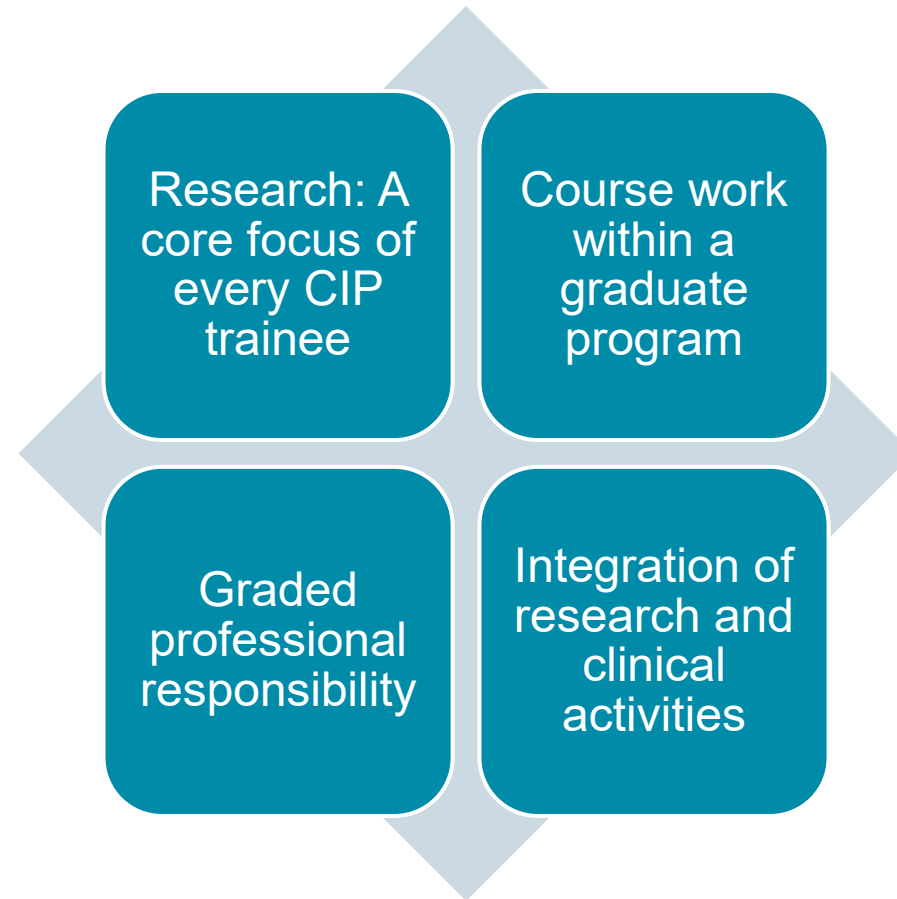 Research: A
core focus of
every CIP
trainee
Course work
within a
graduate
program
Graded
professional
responsibility
Integration of
research and
clinical
activities